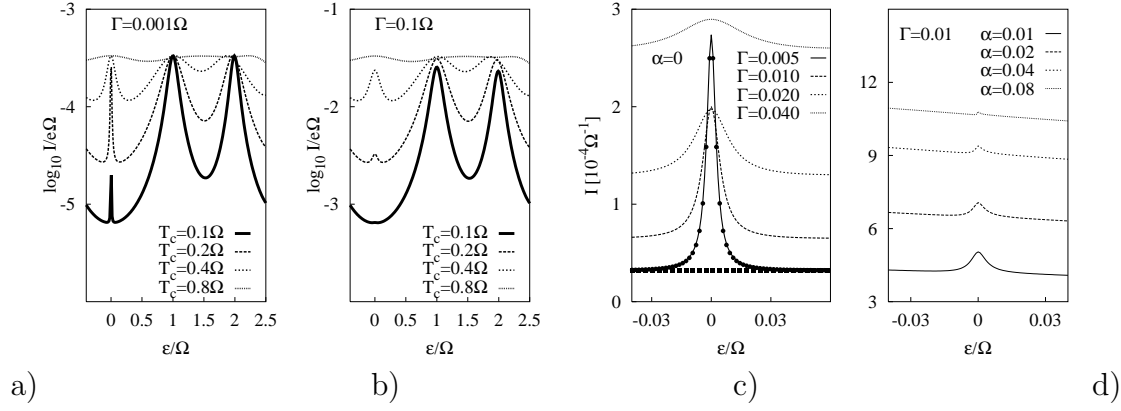 Γ=0.001Ω
log10 I/eΩ
-3
-4
-5
Tc=0.1Ω
Tc=0.2Ω
Tc=0.4Ω
Tc=0.8Ω
0 0.5 1 1.5 2 2.5
ε/Ω
a)
Γ=0.1Ω
log10 I/eΩ
-1
-2
-3
Tc=0.1Ω
Tc=0.2Ω
Tc=0.4Ω
Tc=0.8Ω
0 0.5 1 1.5 2 2.5
ε/Ω
b)
I [10-4Ω-1]
3
2
1
0
α=0
Γ=0.005
Γ=0.010
Γ=0.020
Γ=0.040
-0.03 0 0.03
ε/Ω
c)
12
9
6
3
Γ=0.01
α=0.01
α=0.02
α=0.04
α=0.08
-0.03 0 0.03
ε/Ω
d)